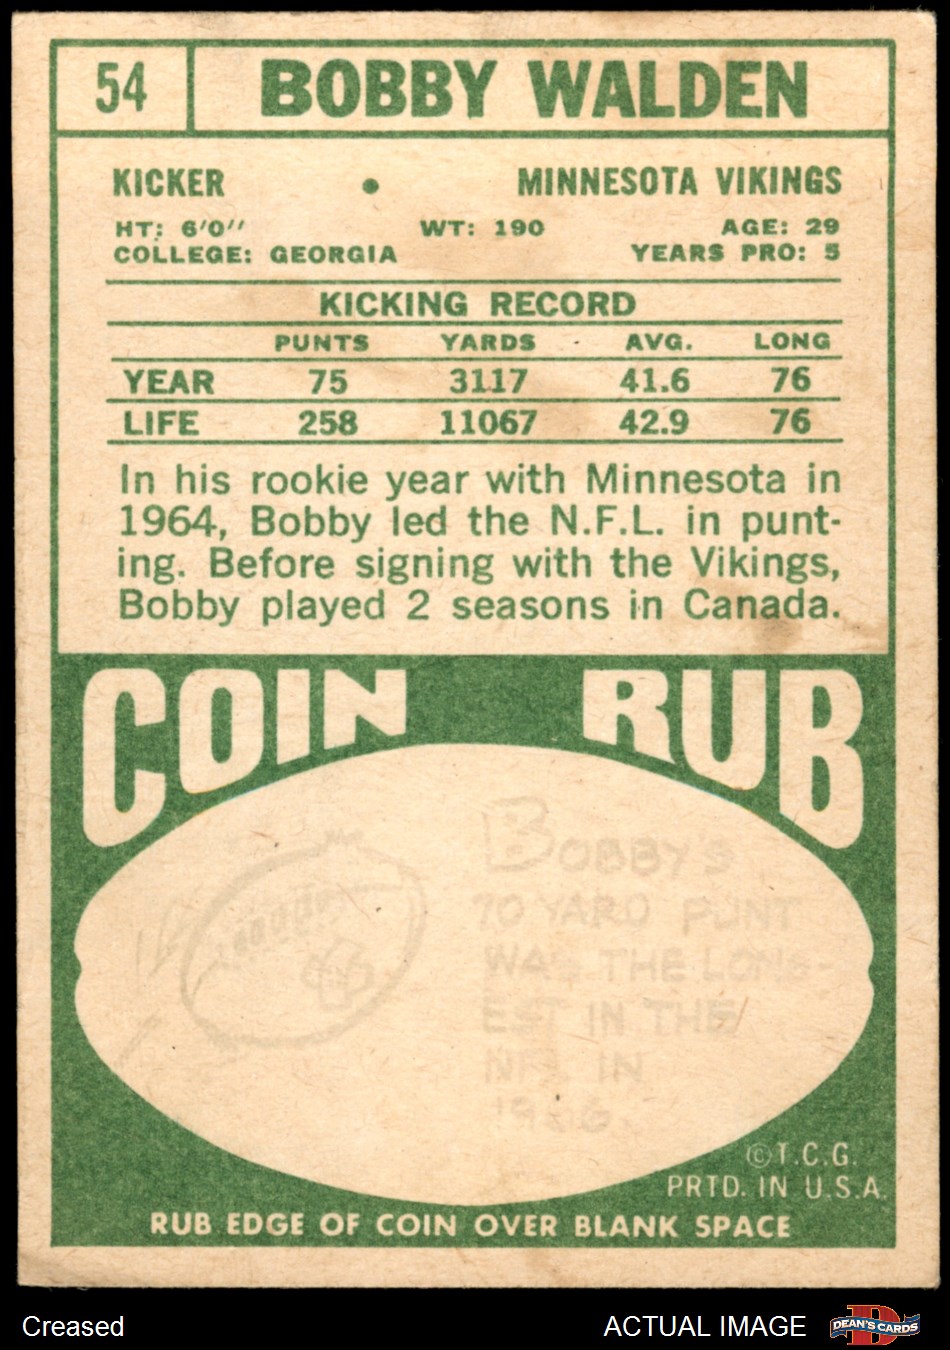 54 BOBBY WALDEN
KICKER • MINNESOTA VIKINGS
HT: 6'0'' WT: 190 AGE: 29
COLLEGE: GEORGIA YEARS PRO: 5
KICKING RECORD
PUNTS YARDS AVG. LONG
YEAR 75 3117 41.6 76
LIFE 258 11067 42.9 76
In his rookie year with Minnesota in
1964, Bobby led the N.F.L. in punt-
ing. Before signing with the Vikings,
Bobby played 2 seasons in Canada.
COIN RUB
BOBBY'S
70 YARD PUNT
WAS THE LONG-
EST IN THE
NFL IN
©T.C.G.
PRTD. IN U.S.A.
RUB EDGE OF COIN OVER BLANK SPACE
Creased
ACTUAL IMAGE
DEAN'S CARDS